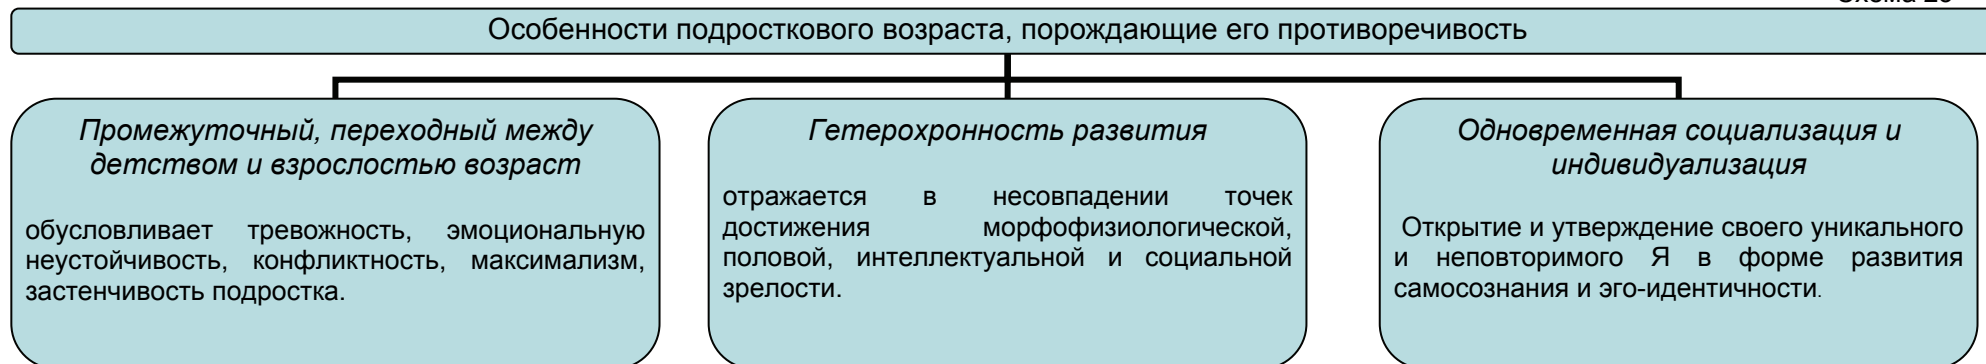 Особенности подросткового возраста, порождающие его противоречивость
Промежуточный, переходный между
детством и взрослостью возраст
обусловливает тревожность, эмоциональную
неустойчивость, конфликтность, максимализм,
застенчивость подростка.
Гетерохронность развития
отражается в несовпадении точек
достижения морфофизиологической,
половой, интеллектуальной и социальной
зрелости.
Одновременная социализация и
индивидуализация
Открытие и утверждение своего уникального
и неповторимого Я в форме развития
самосознания и эго-идентичности.